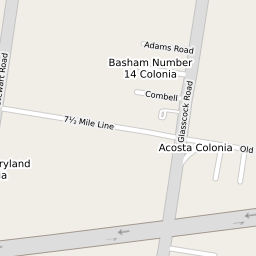 Adams Road
Basham Number
14 Colonia
Combell
Glasscock Road
7½ Mile Line
Acosta Colonia
Old